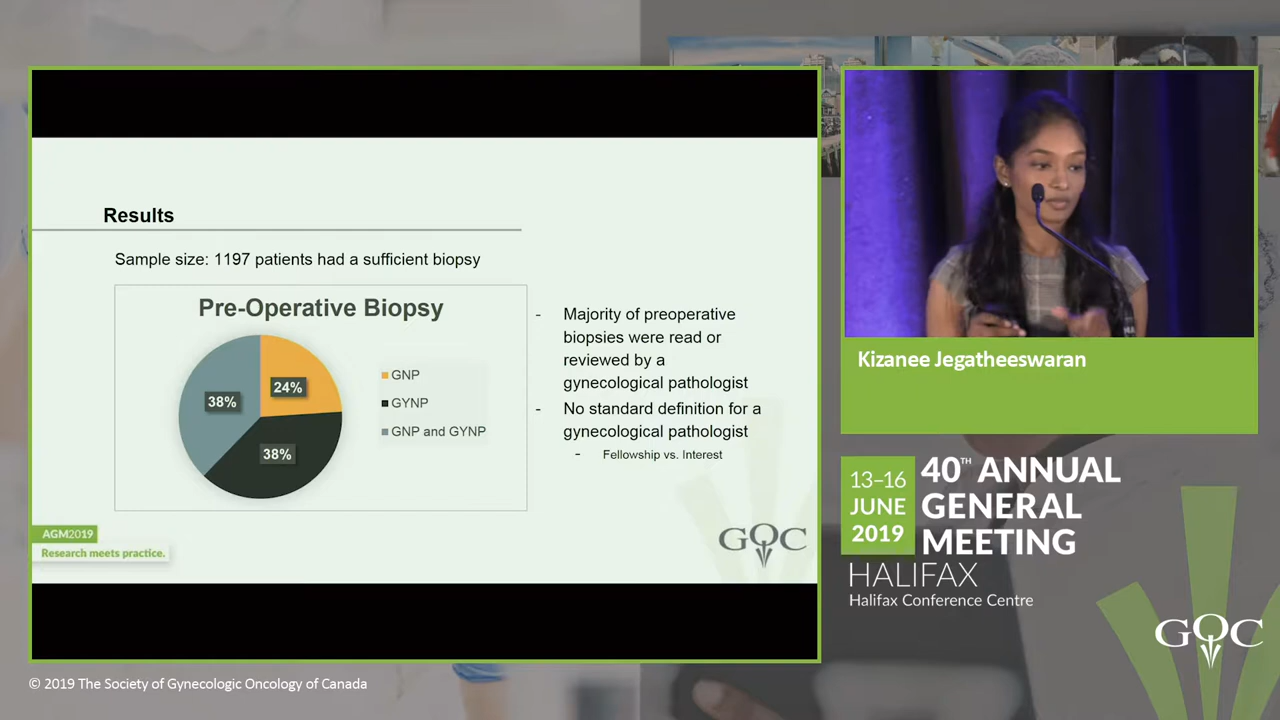 Results
Sample size: 1197 patients had a sufficient biopsy
Pre-Operative Biopsy
24%
38%
38%
GNP
GYNP
GNP and GYNP
- Majority of preoperative
biopsies were read or
reviewed by a
gynecological pathologist
- No standard definition for a
gynecological pathologist
- Fellowship vs. Interest
AGM2019
Research meets practice.
GOC
Kizanee Jegatheeswaran
13–16
JUNE
2019
40TH ANNUAL
GENERAL
MEETING
HALIFAX
Halifax Conference Centre
GOC
© 2019 The Society of Gynecologic Oncology of Canada